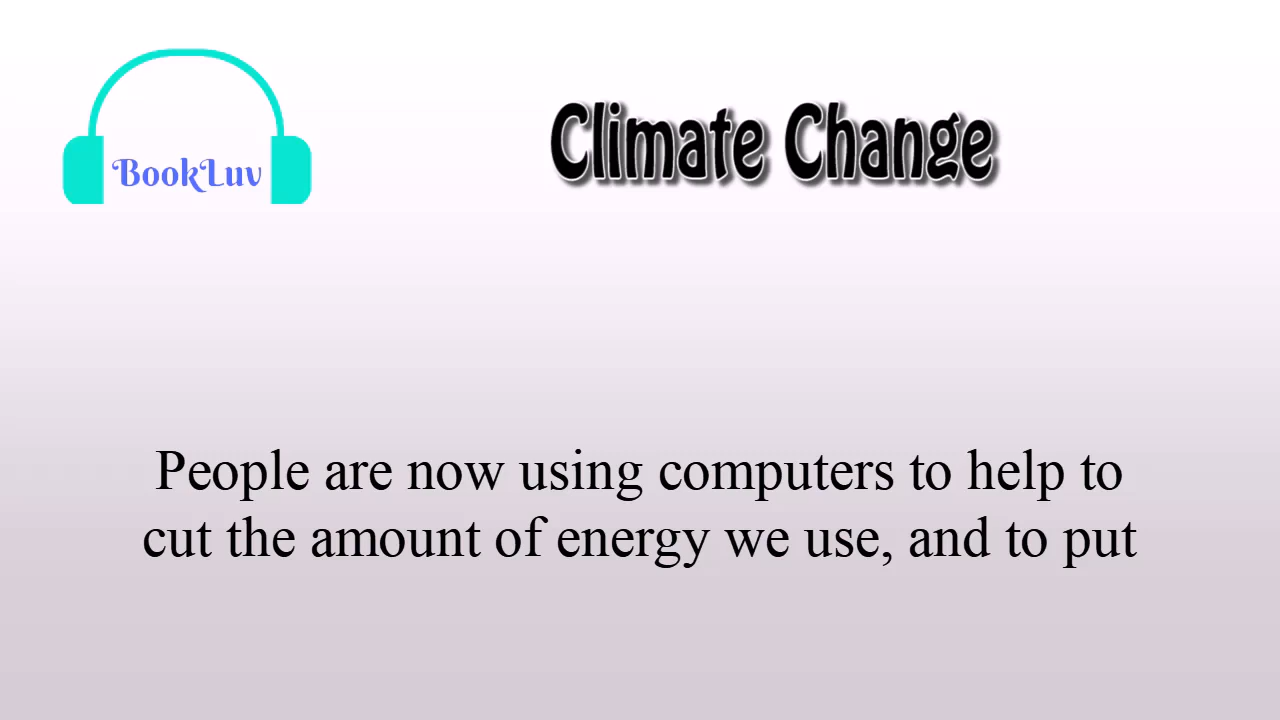 BookLuv
Climate Change
People are now using computers to help to
cut the amount of energy we use, and to put